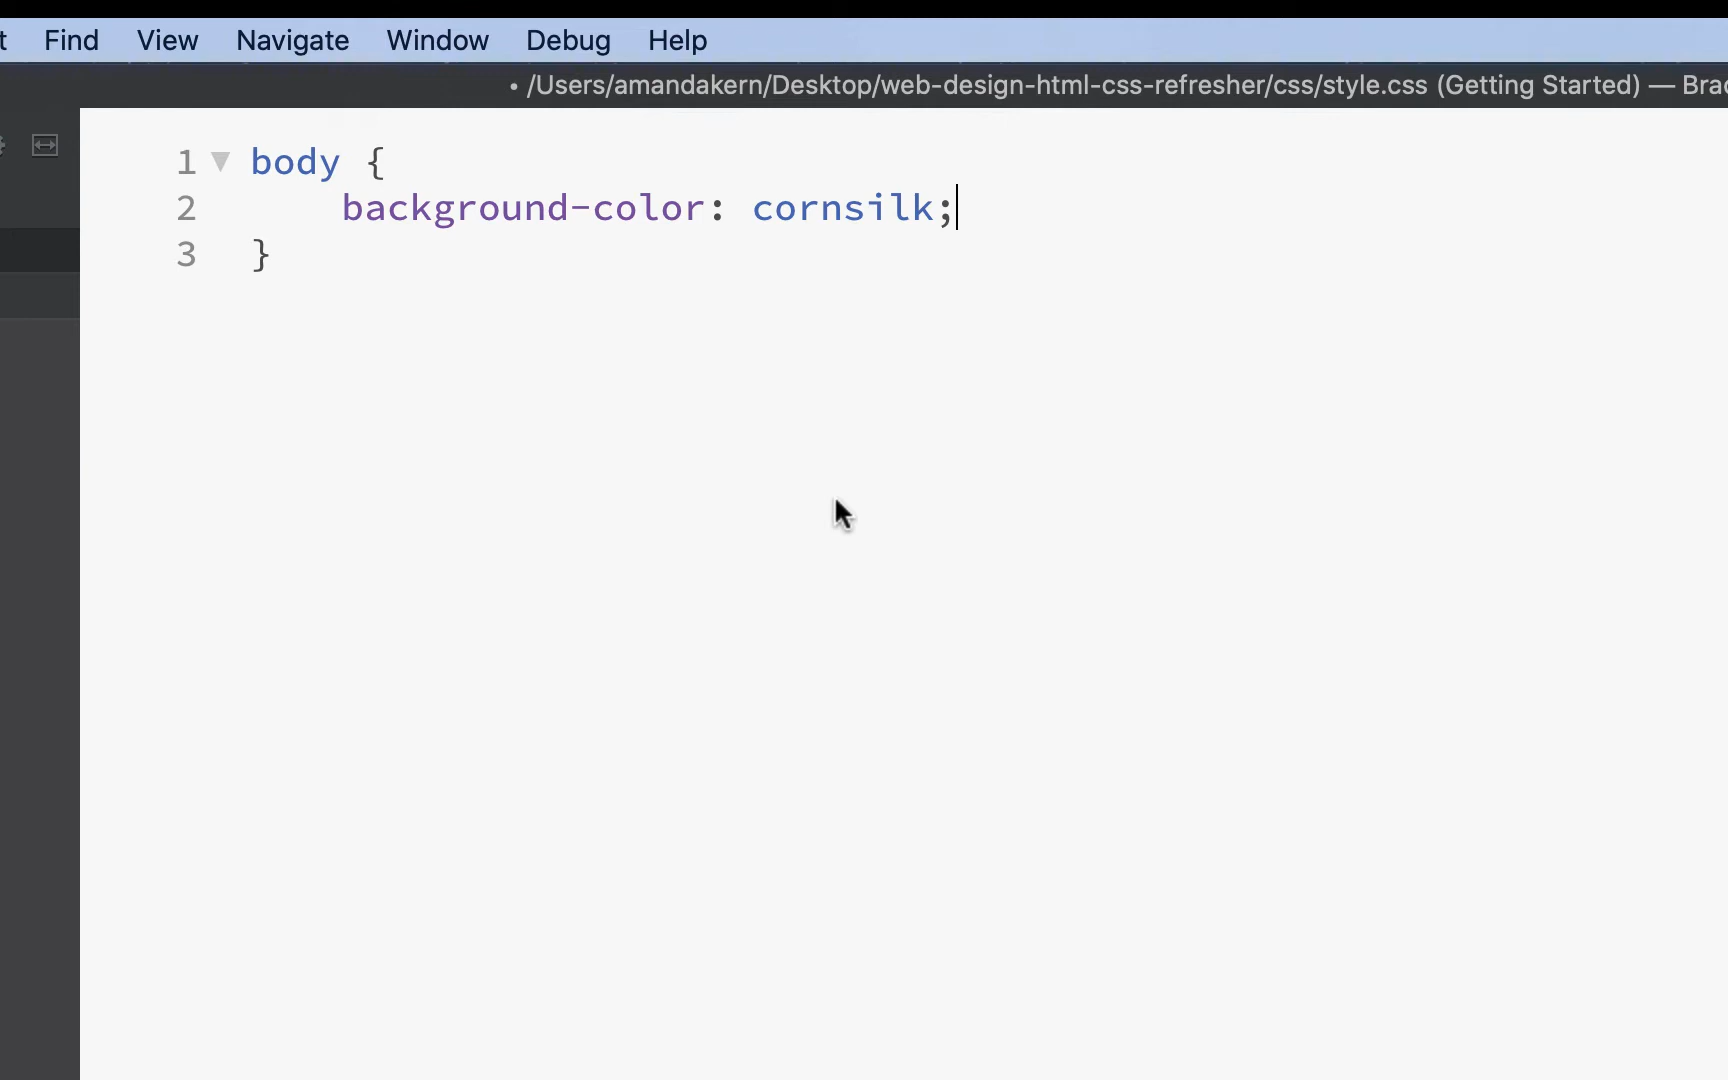 t Find View Navigate Window Debug Help
• /Users/amandakern/Desktop/web-design-html-css-refresher/css/style.css (Getting Started) — Brac
1 body {
2 background-color: cornsilk;
3 }